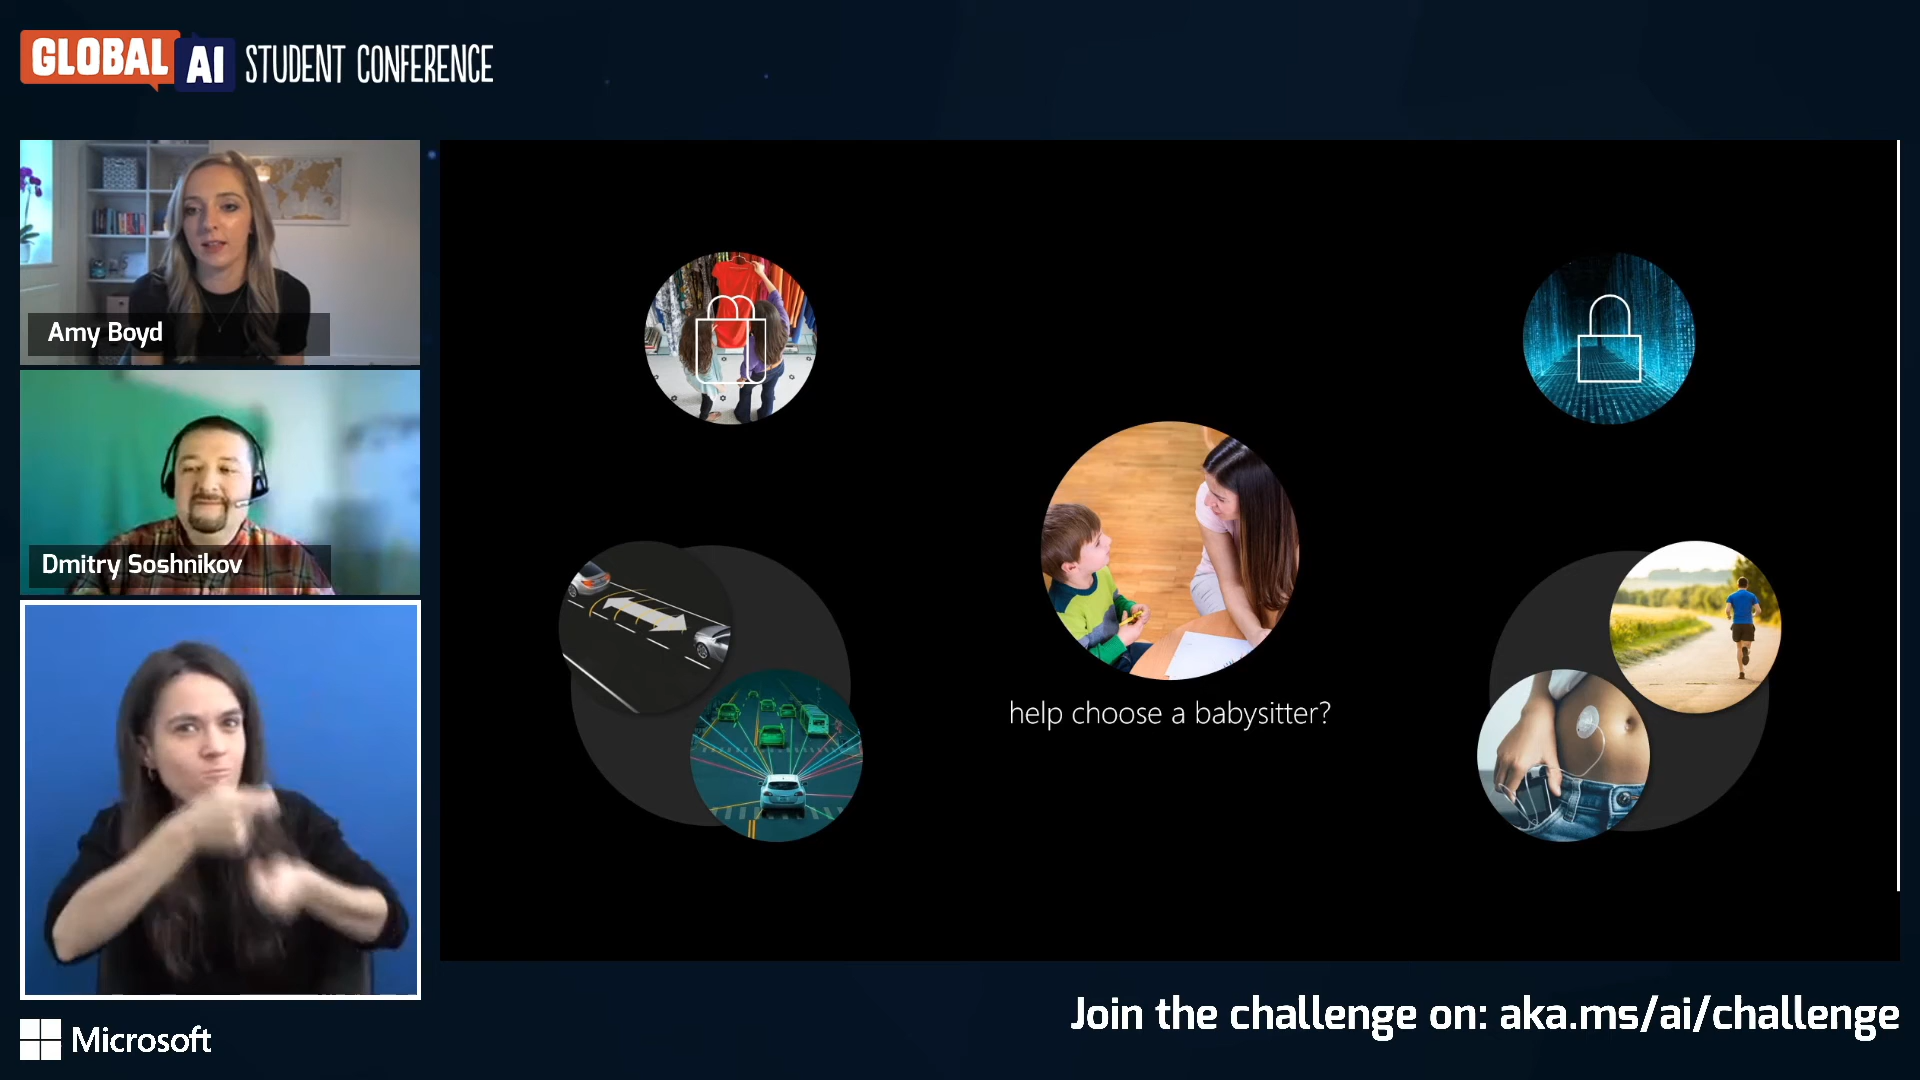 GLOBAL AI STUDENT CONFERENCE
Amy Boyd
Dmitry Soshnikov
help choose a babysitter?
Microsoft
Join the challenge on: aka.ms/ai/challenge